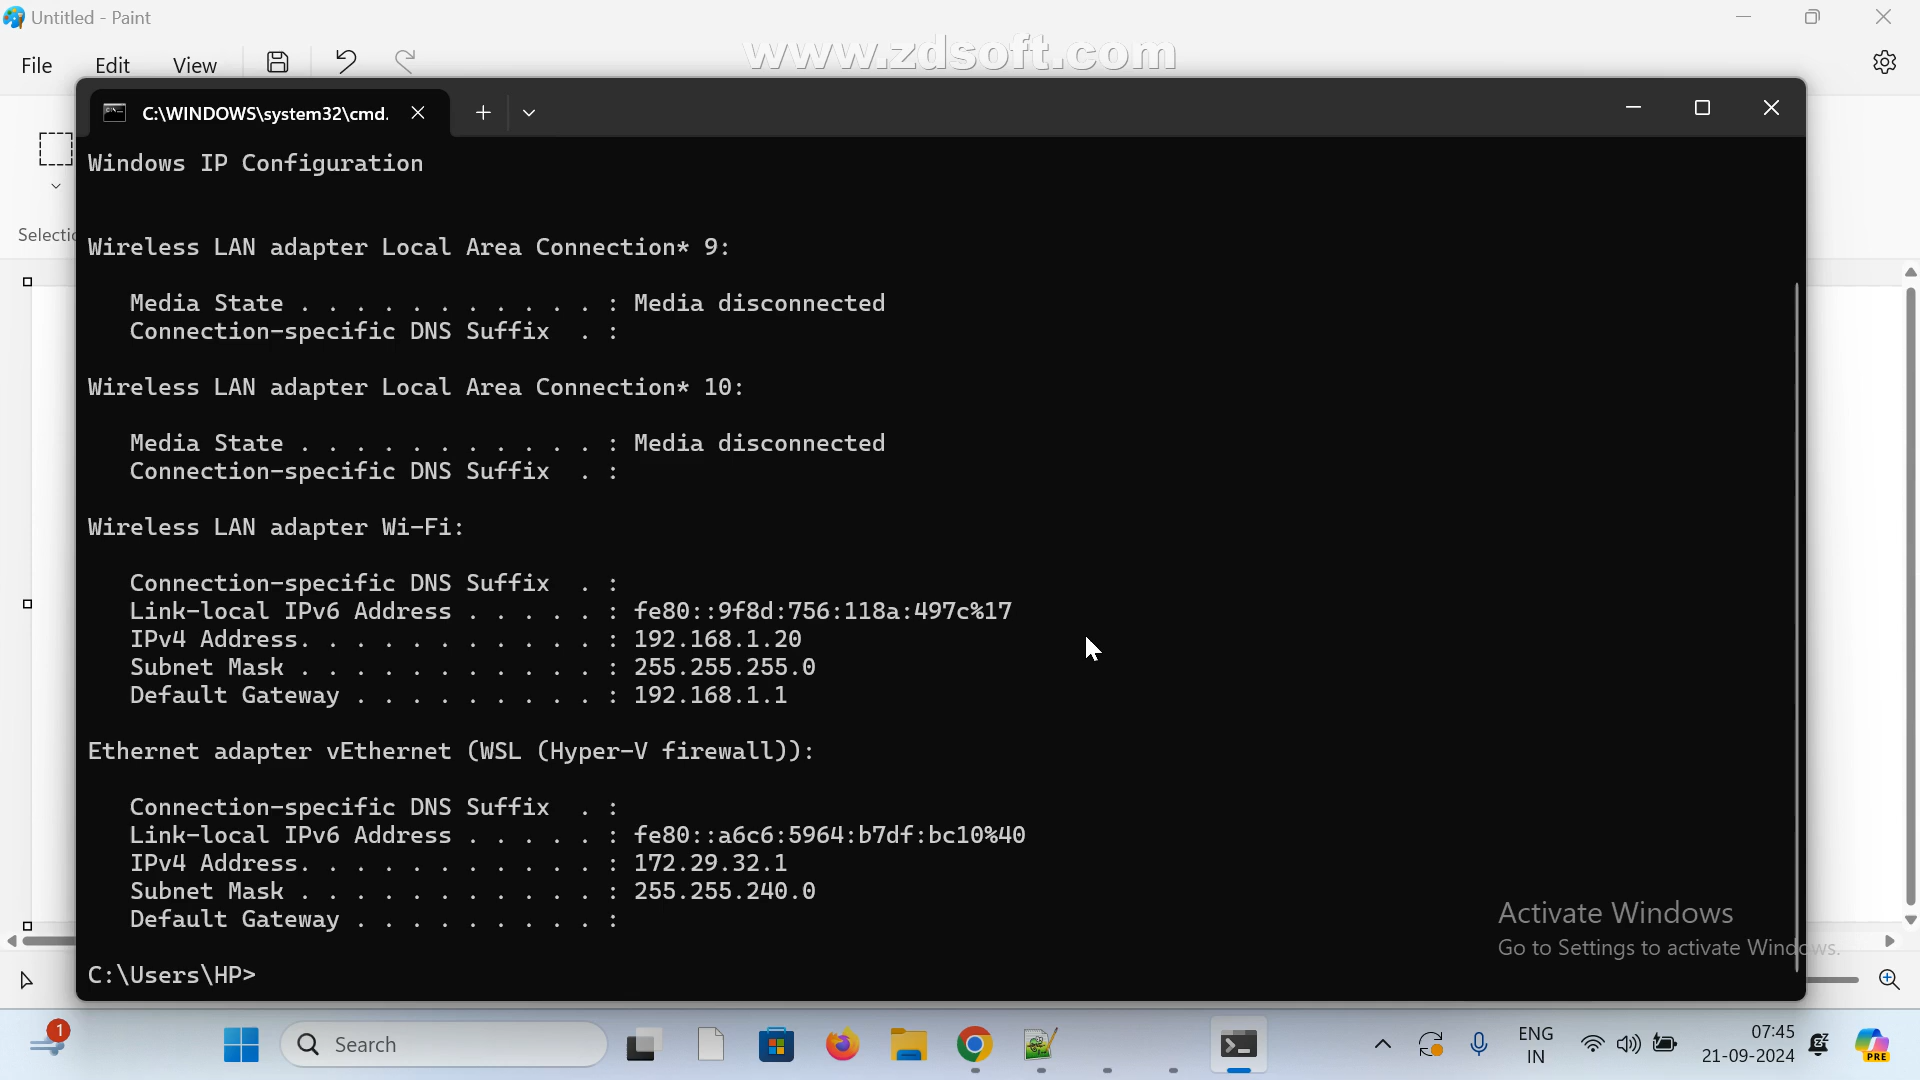 Untitled - Paint
File Edit View
www.zdsoft.com
C:\WINDOWS\system32\cmd.
Selectio
Windows IP Configuration
Wireless LAN adapter Local Area Connection* 9:
Media State . . . . . . . . . . . : Media disconnected
Connection-specific DNS Suffix  . :
Wireless LAN adapter Local Area Connection* 10:
Media State . . . . . . . . . . . : Media disconnected
Connection-specific DNS Suffix  . :
Wireless LAN adapter Wi-Fi:
Connection-specific DNS Suffix  . :
Link-local IPv6 Address . . . . . : fe80::9f8d:756:118a:497c%17
IPv4 Address. . . . . . . . . . . : 192.168.1.20
Subnet Mask . . . . . . . . . . . : 255.255.255.0
Default Gateway . . . . . . . . . : 192.168.1.1
Ethernet adapter vEthernet (WSL (Hyper-V firewall)):
Connection-specific DNS Suffix  . :
Link-local IPv6 Address . . . . . : fe80::a6c6:5964:b7df:bc10%40
IPv4 Address. . . . . . . . . . . : 172.29.32.1
Subnet Mask . . . . . . . . . . . : 255.255.240.0
Default Gateway . . . . . . . . . :
C:\Users\HP>
Activate Windows
Go to Settings to activate Windows.
1
Search
ENG
IN
07:45
21-09-2024
PRE